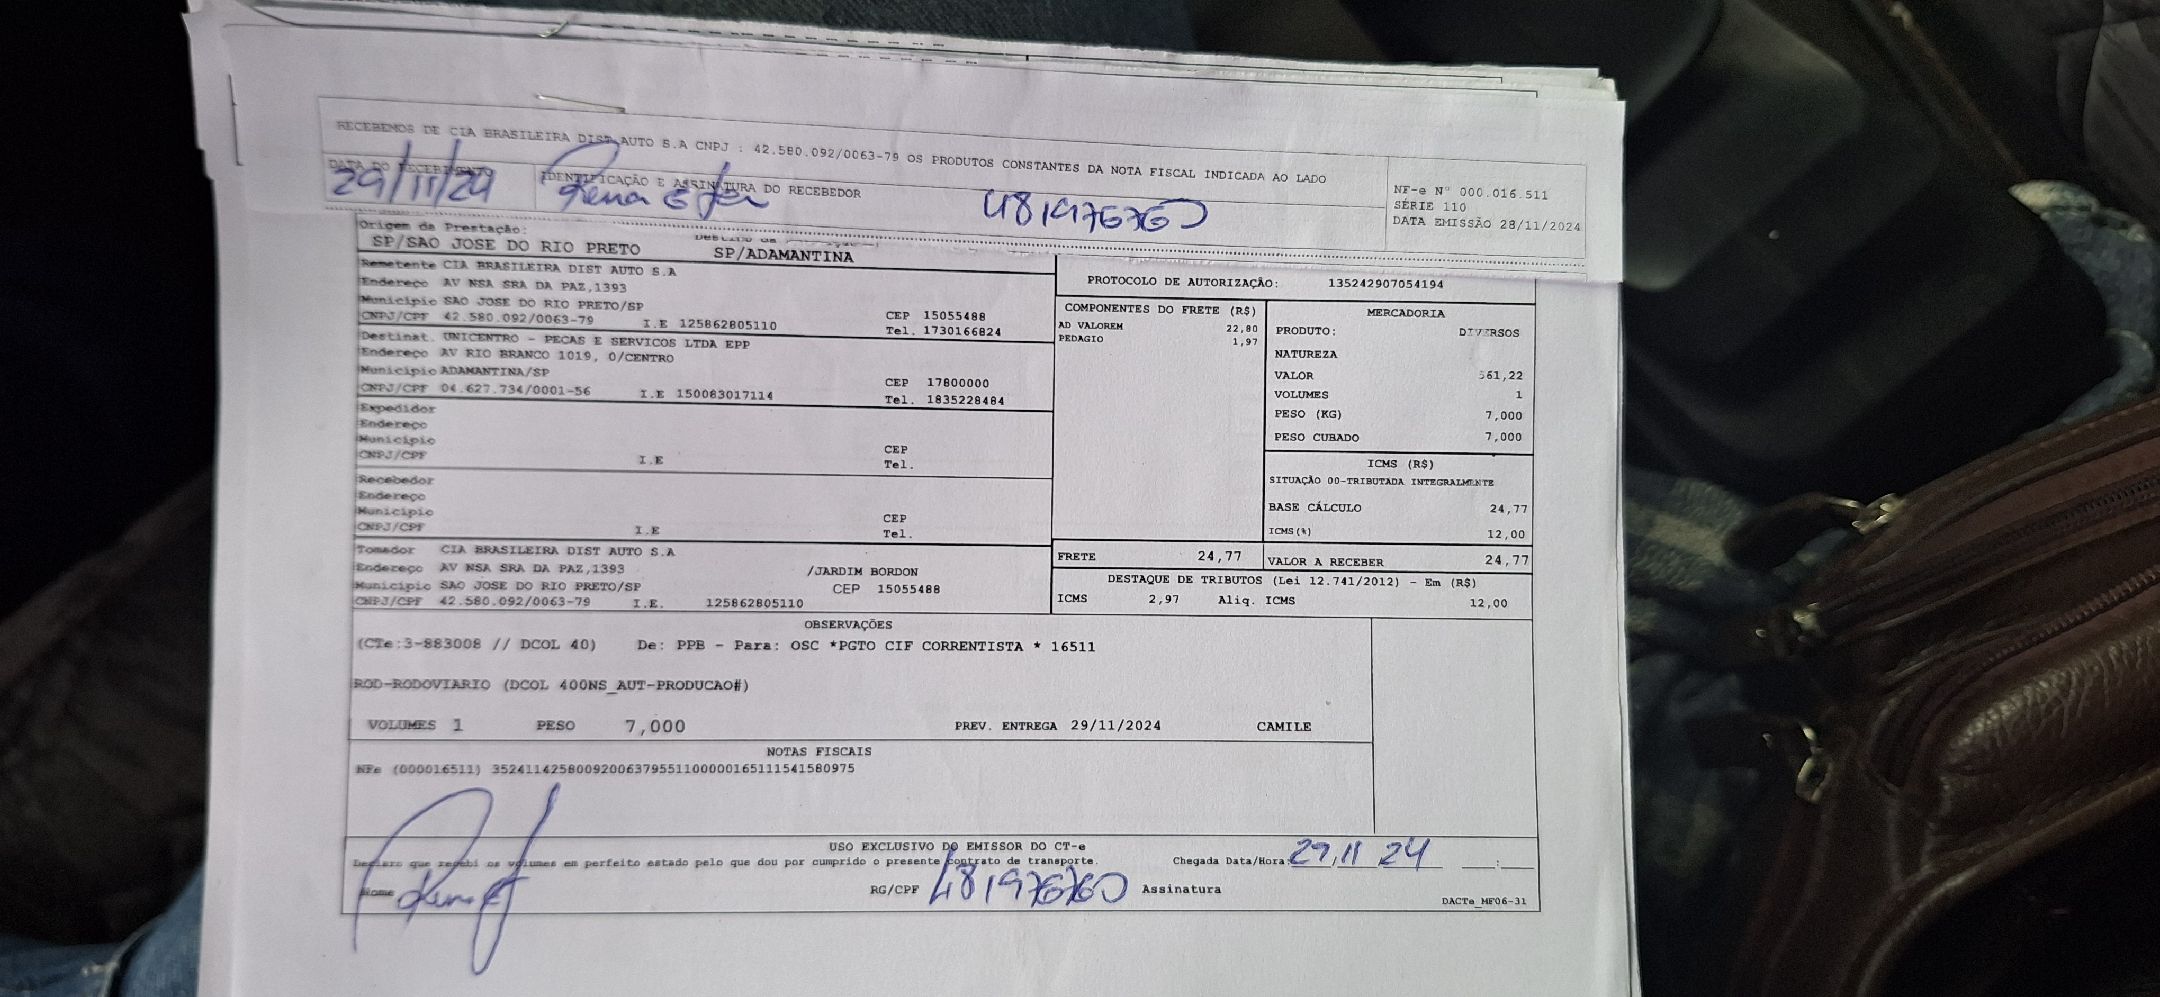 RECEBEMOS DE CIA BRASILEIRA DIST AUTO S.A CNPJ : 42.580.092/0063-79 OS PRODUTOS CONSTANTES DA NOTA FISCAL INDICADA AO LADO
DATA DO RECEBIMENTO
29/11/24
IDENTIFICAÇÃO E ASSINATURA DO RECEBEDOR
481976760
NF-e Nº 000.016.511
SÉRIE 110
DATA EMISSÃO 28/11/2024
Origem da Prestação:
SP/SAO JOSE DO RIO PRETO SP/ADAMANTINA
Remetente CIA BRASILEIRA DIST AUTO S.A
Endereço AV NSA SRA DA PAZ,1393
Município SAO JOSE DO RIO PRETO/SP CEP 15055488
CNPJ/CPF 42.580.092/0063-79 I.E 125862805110 Tel. 1730166824
Destinat. UNICENTRO - PECAS E SERVICOS LTDA EPP
Endereço AV RIO BRANCO 1019, 0/CENTRO
Município ADAMANTINA/SP CEP 17800000
CNPJ/CPF 04.627.734/0001-56 I.E 150083017114 Tel. 1835228484
Expedidor
Endereço
Município CEP
CNPJ/CPF I.E Tel.
Recebedor
Endereço
Município CEP
CNPJ/CPF I.E Tel.
Tomador CIA BRASILEIRA DIST AUTO S.A
Endereço AV NSA SRA DA PAZ,1393 /JARDIM BORDON
Município SAO JOSE DO RIO PRETO/SP CEP 15055488
CNPJ/CPF 42.580.092/0063-79 I.E. 125862805110
PROTOCOLO DE AUTORIZAÇÃO: 135242907054194
COMPONENTES DO FRETE (R$)
AD VALOREM 22,80
PEDAGIO 1,97
MERCADORIA
PRODUTO: DIVERSOS
NATUREZA
VALOR 61,22
VOLUMES 1
PESO (KG) 7,000
PESO CUBADO 7,000
ICMS (R$)
SITUAÇÃO 00-TRIBUTADA INTEGRALMENTE
BASE CÁLCULO 24,77
ICMS(%) 12,00
FRETE 24,77 VALOR A RECEBER 24,77
DESTAQUE DE TRIBUTOS (Lei 12.741/2012) - Em (R$)
ICMS 2,97 Aliq. ICMS 12,00
OBSERVAÇÕES
(CTe:3-883008 // DCOL 40) De: PPB - Para: OSC *PGTO CIF CORRENTISTA * 16511
ROD-RODOVIARIO (DCOL 400NS_AUT-PRODUCAO#)
VOLUMES 1 PESO 7,000 PREV. ENTREGA 29/11/2024 CAMILE
NOTAS FISCAIS
NFe (000016511) 35241142580092006379551100000165111541580975
USO EXCLUSIVO DO EMISSOR DO CT-e
Declaro que recebi os volumes em perfeito estado pelo que dou por cumprido o presente contrato de transporte. Chegada Data/Hora: 29 11 24 __:__
Nome RG/CPF 481976760 Assinatura
DACTe_MF06-31